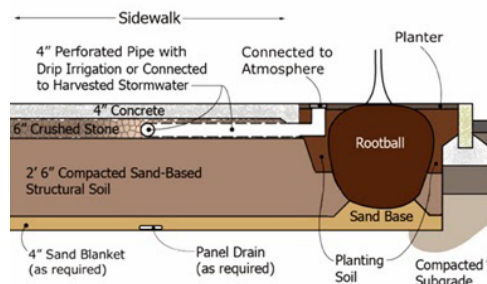 Sidewalk
4” Perforated Pipe with
Drip Irrigation or Connected
to Harvested Stormwater
Connected to
Atmosphere
Planter
4” Concrete
6” Crushed Stone
Rootball
2’ 6” Compacted Sand-Based
Structural Soil
Sand Base
4” Sand Blanket
(as required)
Panel Drain
(as required)
Planting
Soil
Compacted
Subgrade